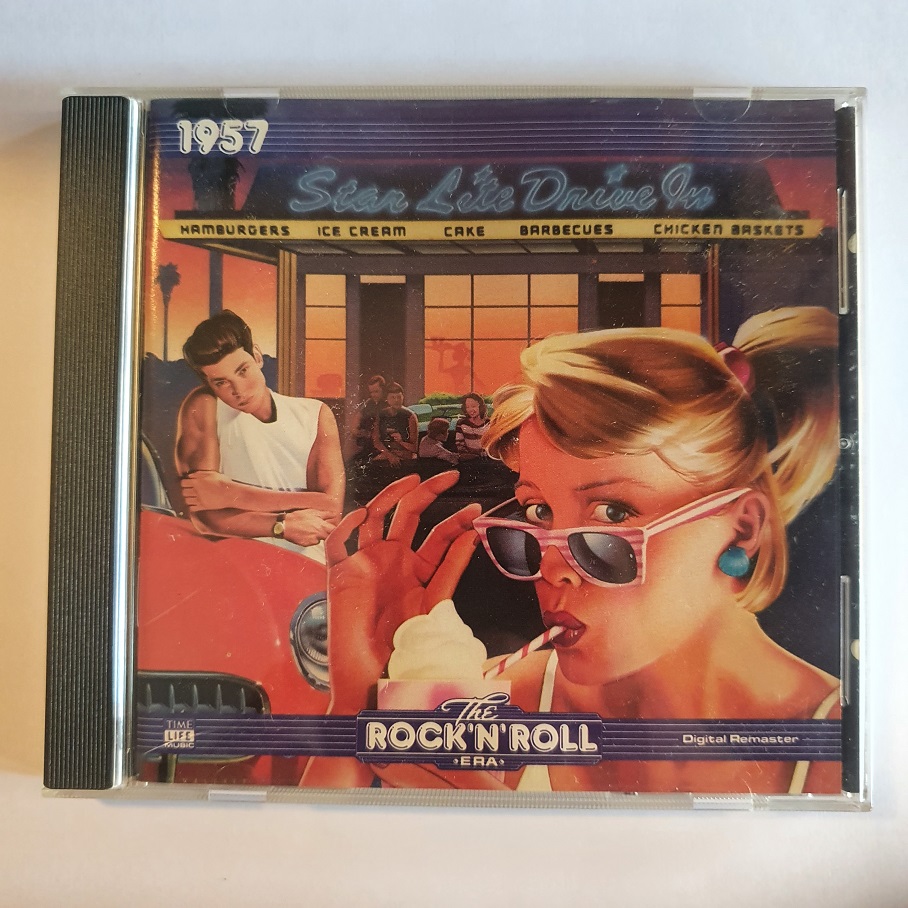 1957
Star Lite Drive In
HAMBURGERS ICE CREAM CAKE BARBECUES CHICKEN BASKETS
The
ROCK'N'ROLL
·ERA·
TIME
LIFE
MUSIC
Digital Remaster